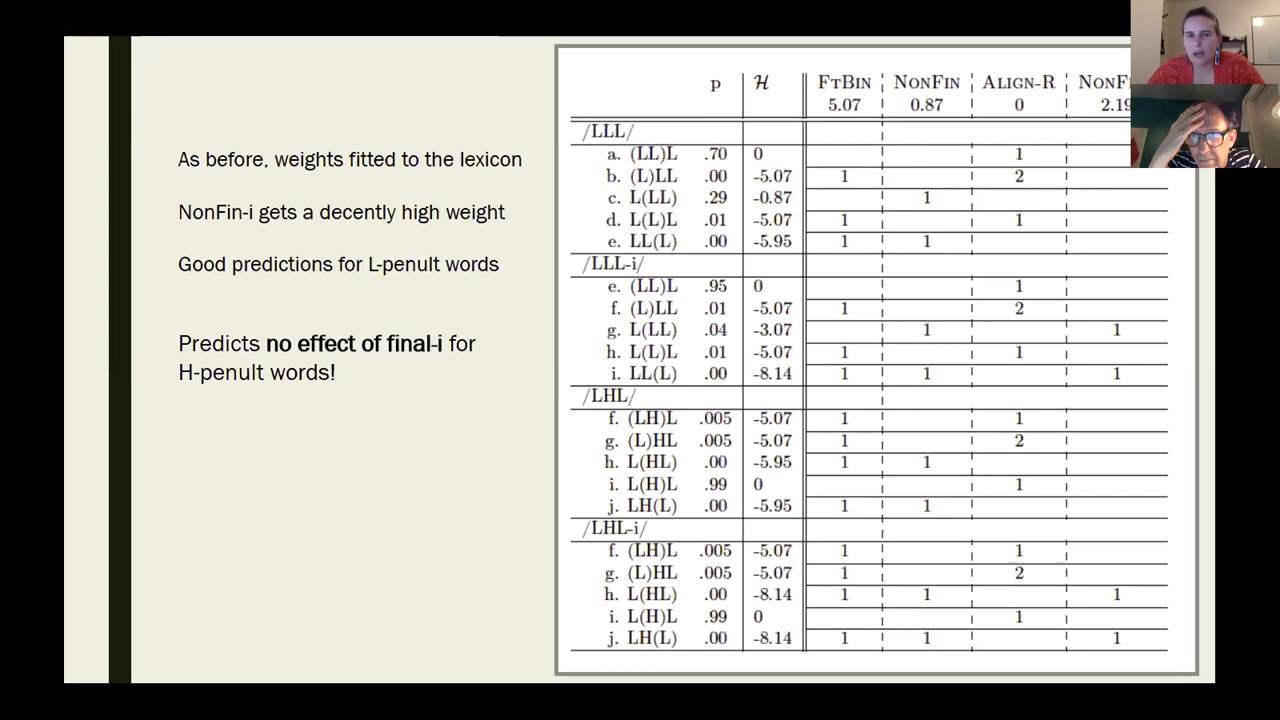 As before, weights fitted to the lexicon
NonFin-i gets a decently high weight
Good predictions for L-penult words
Predicts no effect of final-i for
H-penult words!
p ℋ FTBIN NONFIN ALIGN-R
5.07 0.87 0 2.19
/LLL/
a. (LL)L .70 0 1
b. (L)LL .00 -5.07 1 2
c. L(LL) .29 -0.87 1
d. L(L)L .01 -5.07 1 1
e. LL(L) .00 -5.95 1 1
/LLL-i/
e. (LL)L .95 0 1
f. (L)LL .01 -5.07 1 2
g. L(LL) .04 -3.07 1 1
h. L(L)L .01 -5.07 1 1
i. LL(L) .00 -8.14 1 1 1
/LHL/
f. (LH)L .005 -5.07 1 1
g. (L)HL .005 -5.07 1 2
h. L(HL) .00 -5.95 1 1
i. L(H)L .99 0 1
j. LH(L) .00 -5.95 1 1
/LHL-i/
f. (LH)L .005 -5.07 1 1
g. (L)HL .005 -5.07 1 2
h. L(HL) .00 -8.14 1 1 1
i. L(H)L .99 0 1
j. LH(L) .00 -8.14 1 1 1